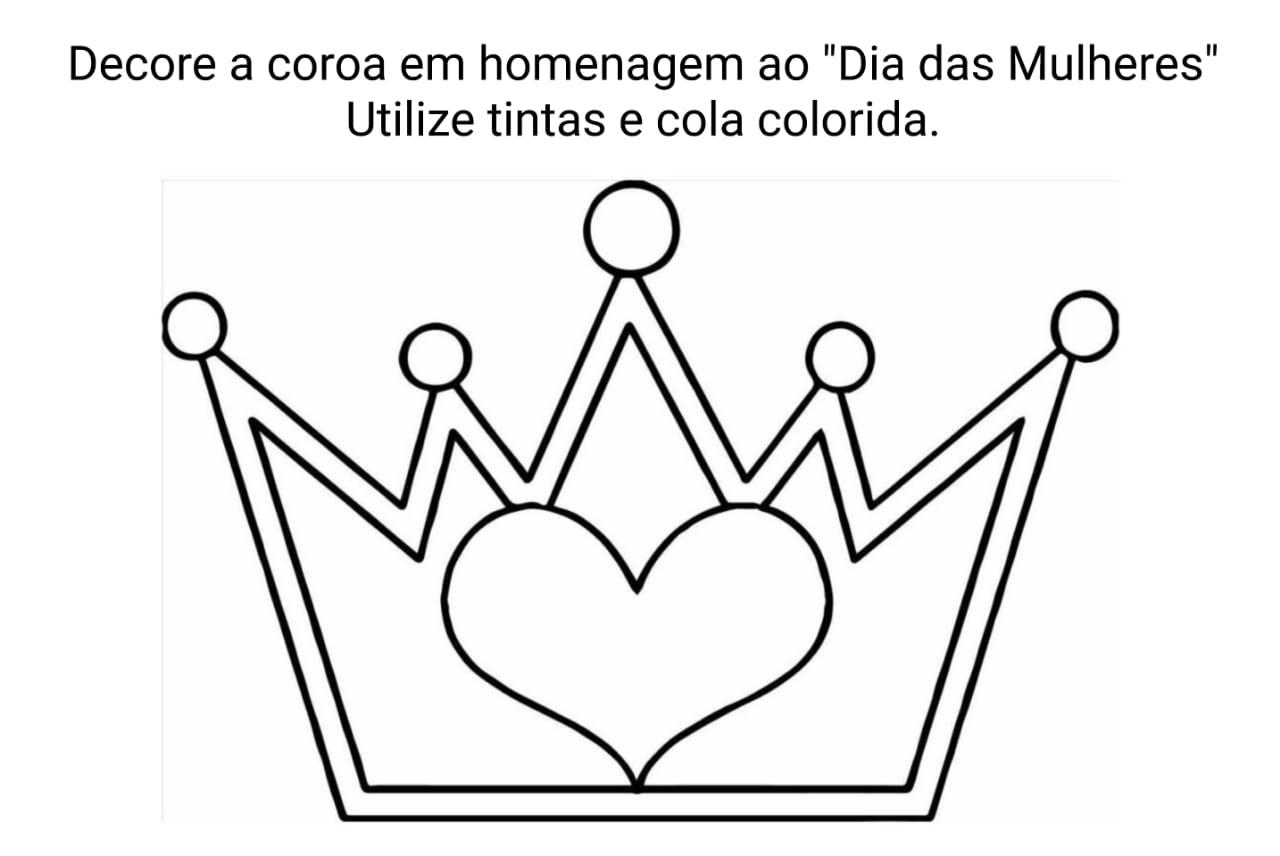 Decore a coroa em homenagem ao "Dia das Mulheres"
Utilize tintas e cola colorida.